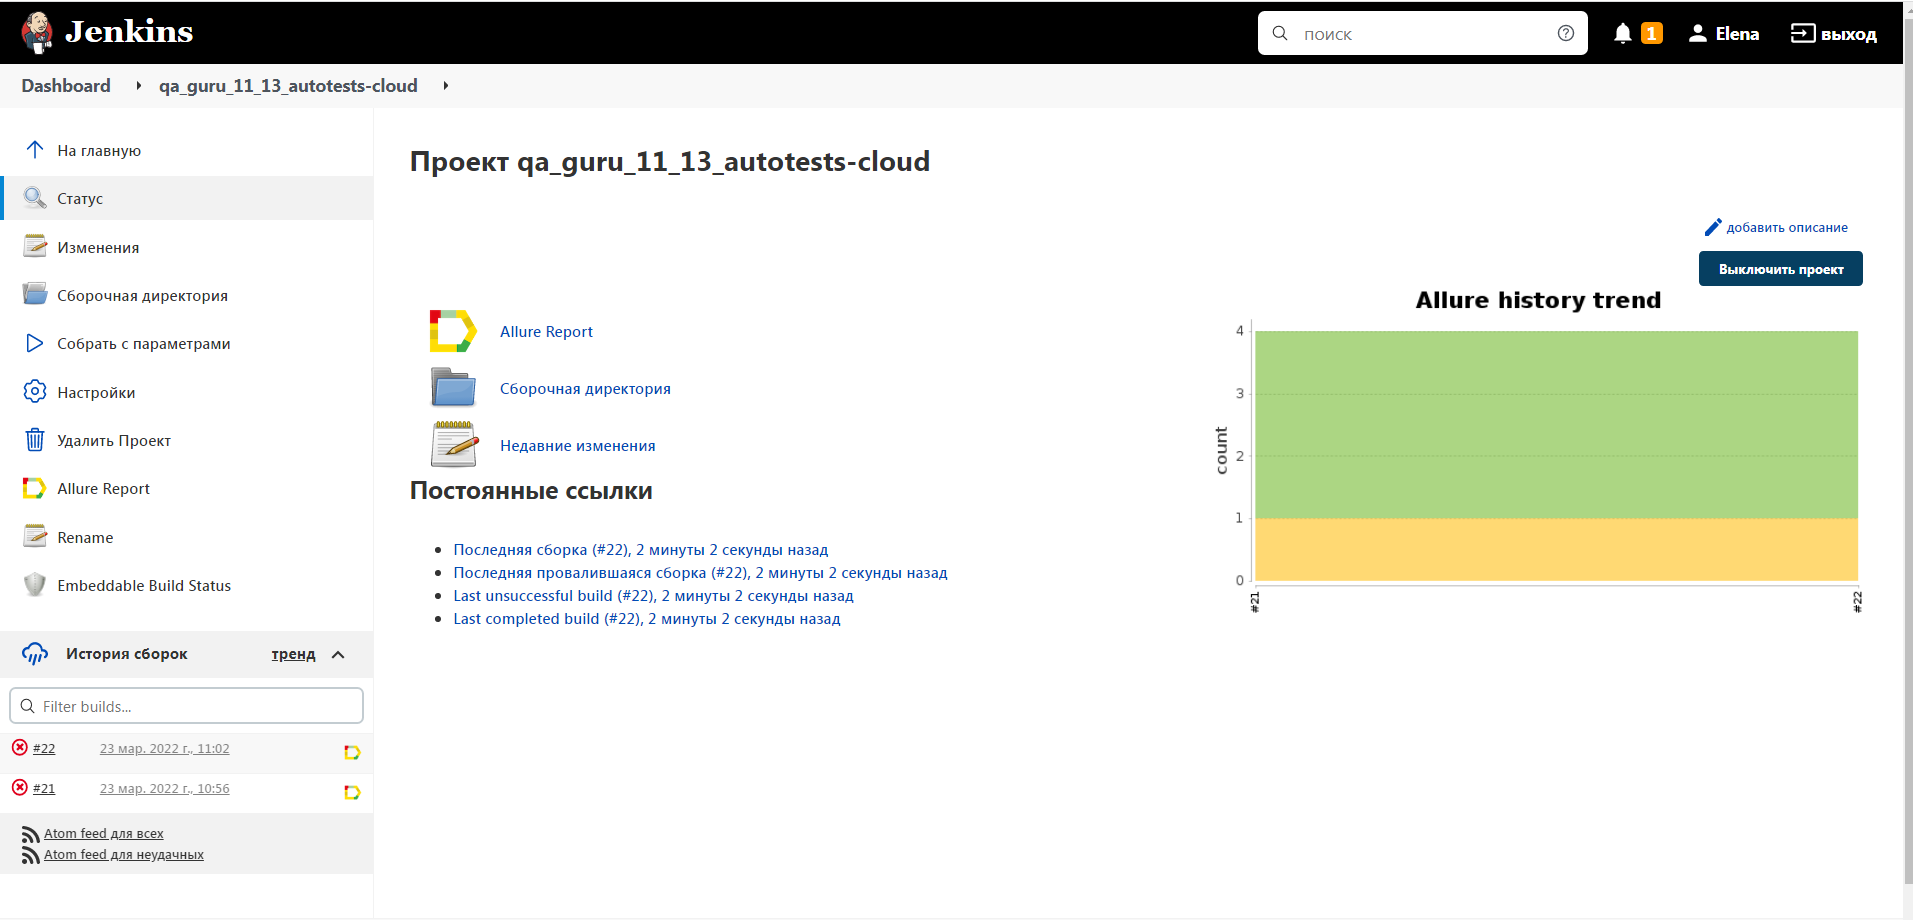 Jenkins
поиск
1
Elena
выход
Dashboard
qa_guru_11_13_autotests-cloud
На главную
Статус
Изменения
Сборочная директория
Собрать с параметрами
Настройки
Удалить Проект
Allure Report
Rename
Embeddable Build Status
История сборок
тренд
Filter builds...
#22
23 мар. 2022 г., 11:02
#21
23 мар. 2022 г., 10:56
Atom feed для всех
Atom feed для неудачных
Проект qa_guru_11_13_autotests-cloud
добавить описание
Выключить проект
Allure Report
Сборочная директория
Недавние изменения
Постоянные ссылки
Последняя сборка (#22), 2 минуты 2 секунды назад
Последняя провалившаяся сборка (#22), 2 минуты 2 секунды назад
Last unsuccessful build (#22), 2 минуты 2 секунды назад
Last completed build (#22), 2 минуты 2 секунды назад
Allure history trend
count
4
3
2
1
0
#21
#22